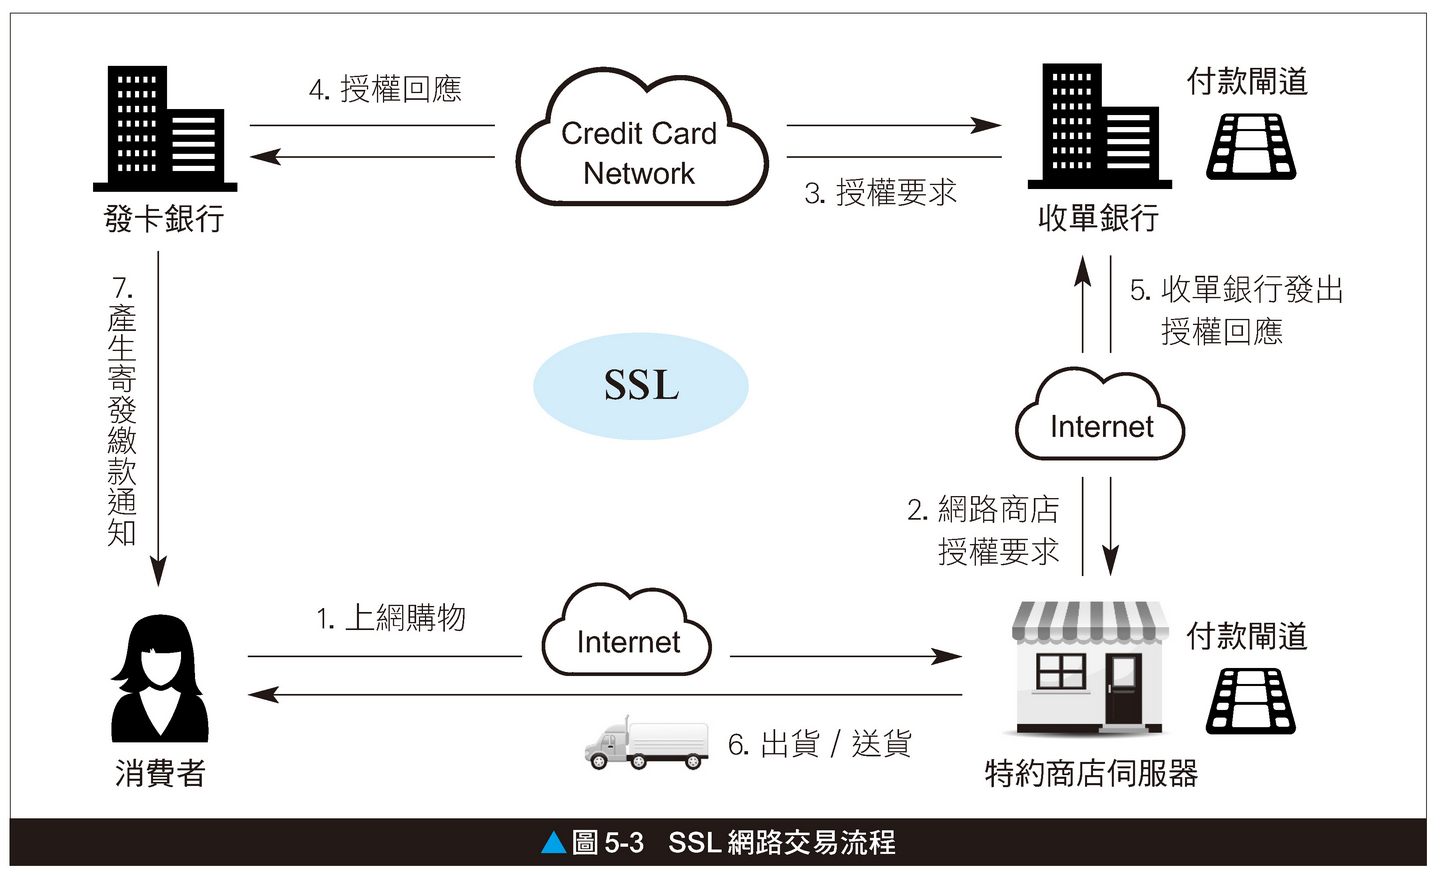 4. 授權回應
Credit Card
Network
3. 授權要求
付款閘道
發卡銀行
收單銀行
7.
產生寄發繳款通知
5. 收單銀行發出
授權回應
SSL
Internet
2. 網路商店
授權要求
1. 上網購物
Internet
付款閘道
6. 出貨 / 送貨
消費者
特約商店伺服器
▲圖 5-3 SSL 網路交易流程